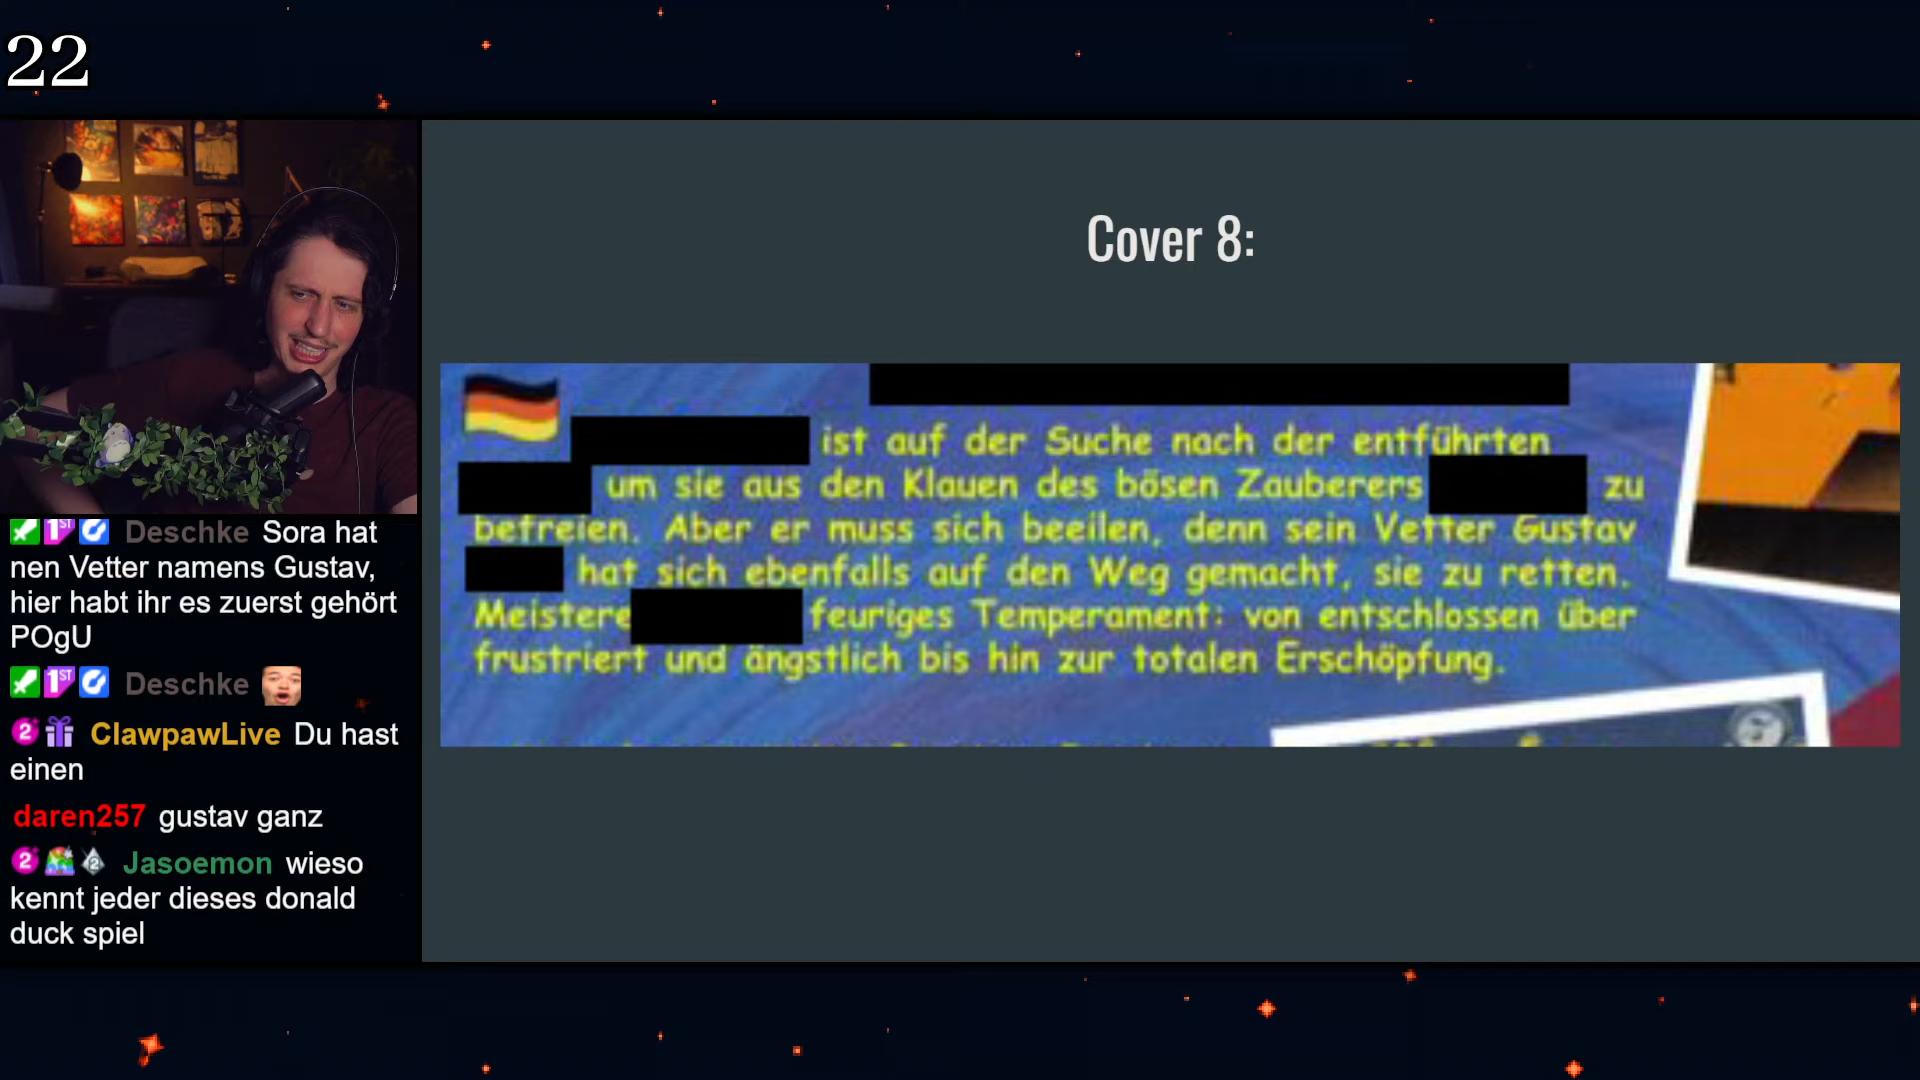 22
Cover 8:
ist auf der Suche nach der entführten
um sie aus den Klauen des bösen Zauberers zu
befreien. Aber er muss sich beeilen, denn sein Vetter Gustav
hat sich ebenfalls auf den Weg gemacht, sie zu retten.
Meistere feuriges Temperament: von entschlossen über
frustriert und ängstlich bis hin zur totalen Erschöpfung.
Deschke Sora hat
nen Vetter namens Gustav,
hier habt ihr es zuerst gehört
POgU
Deschke
ClawpawLive Du hast
einen
daren257 gustav ganz
Jasoemon wieso
kennt jeder dieses donald
duck spiel